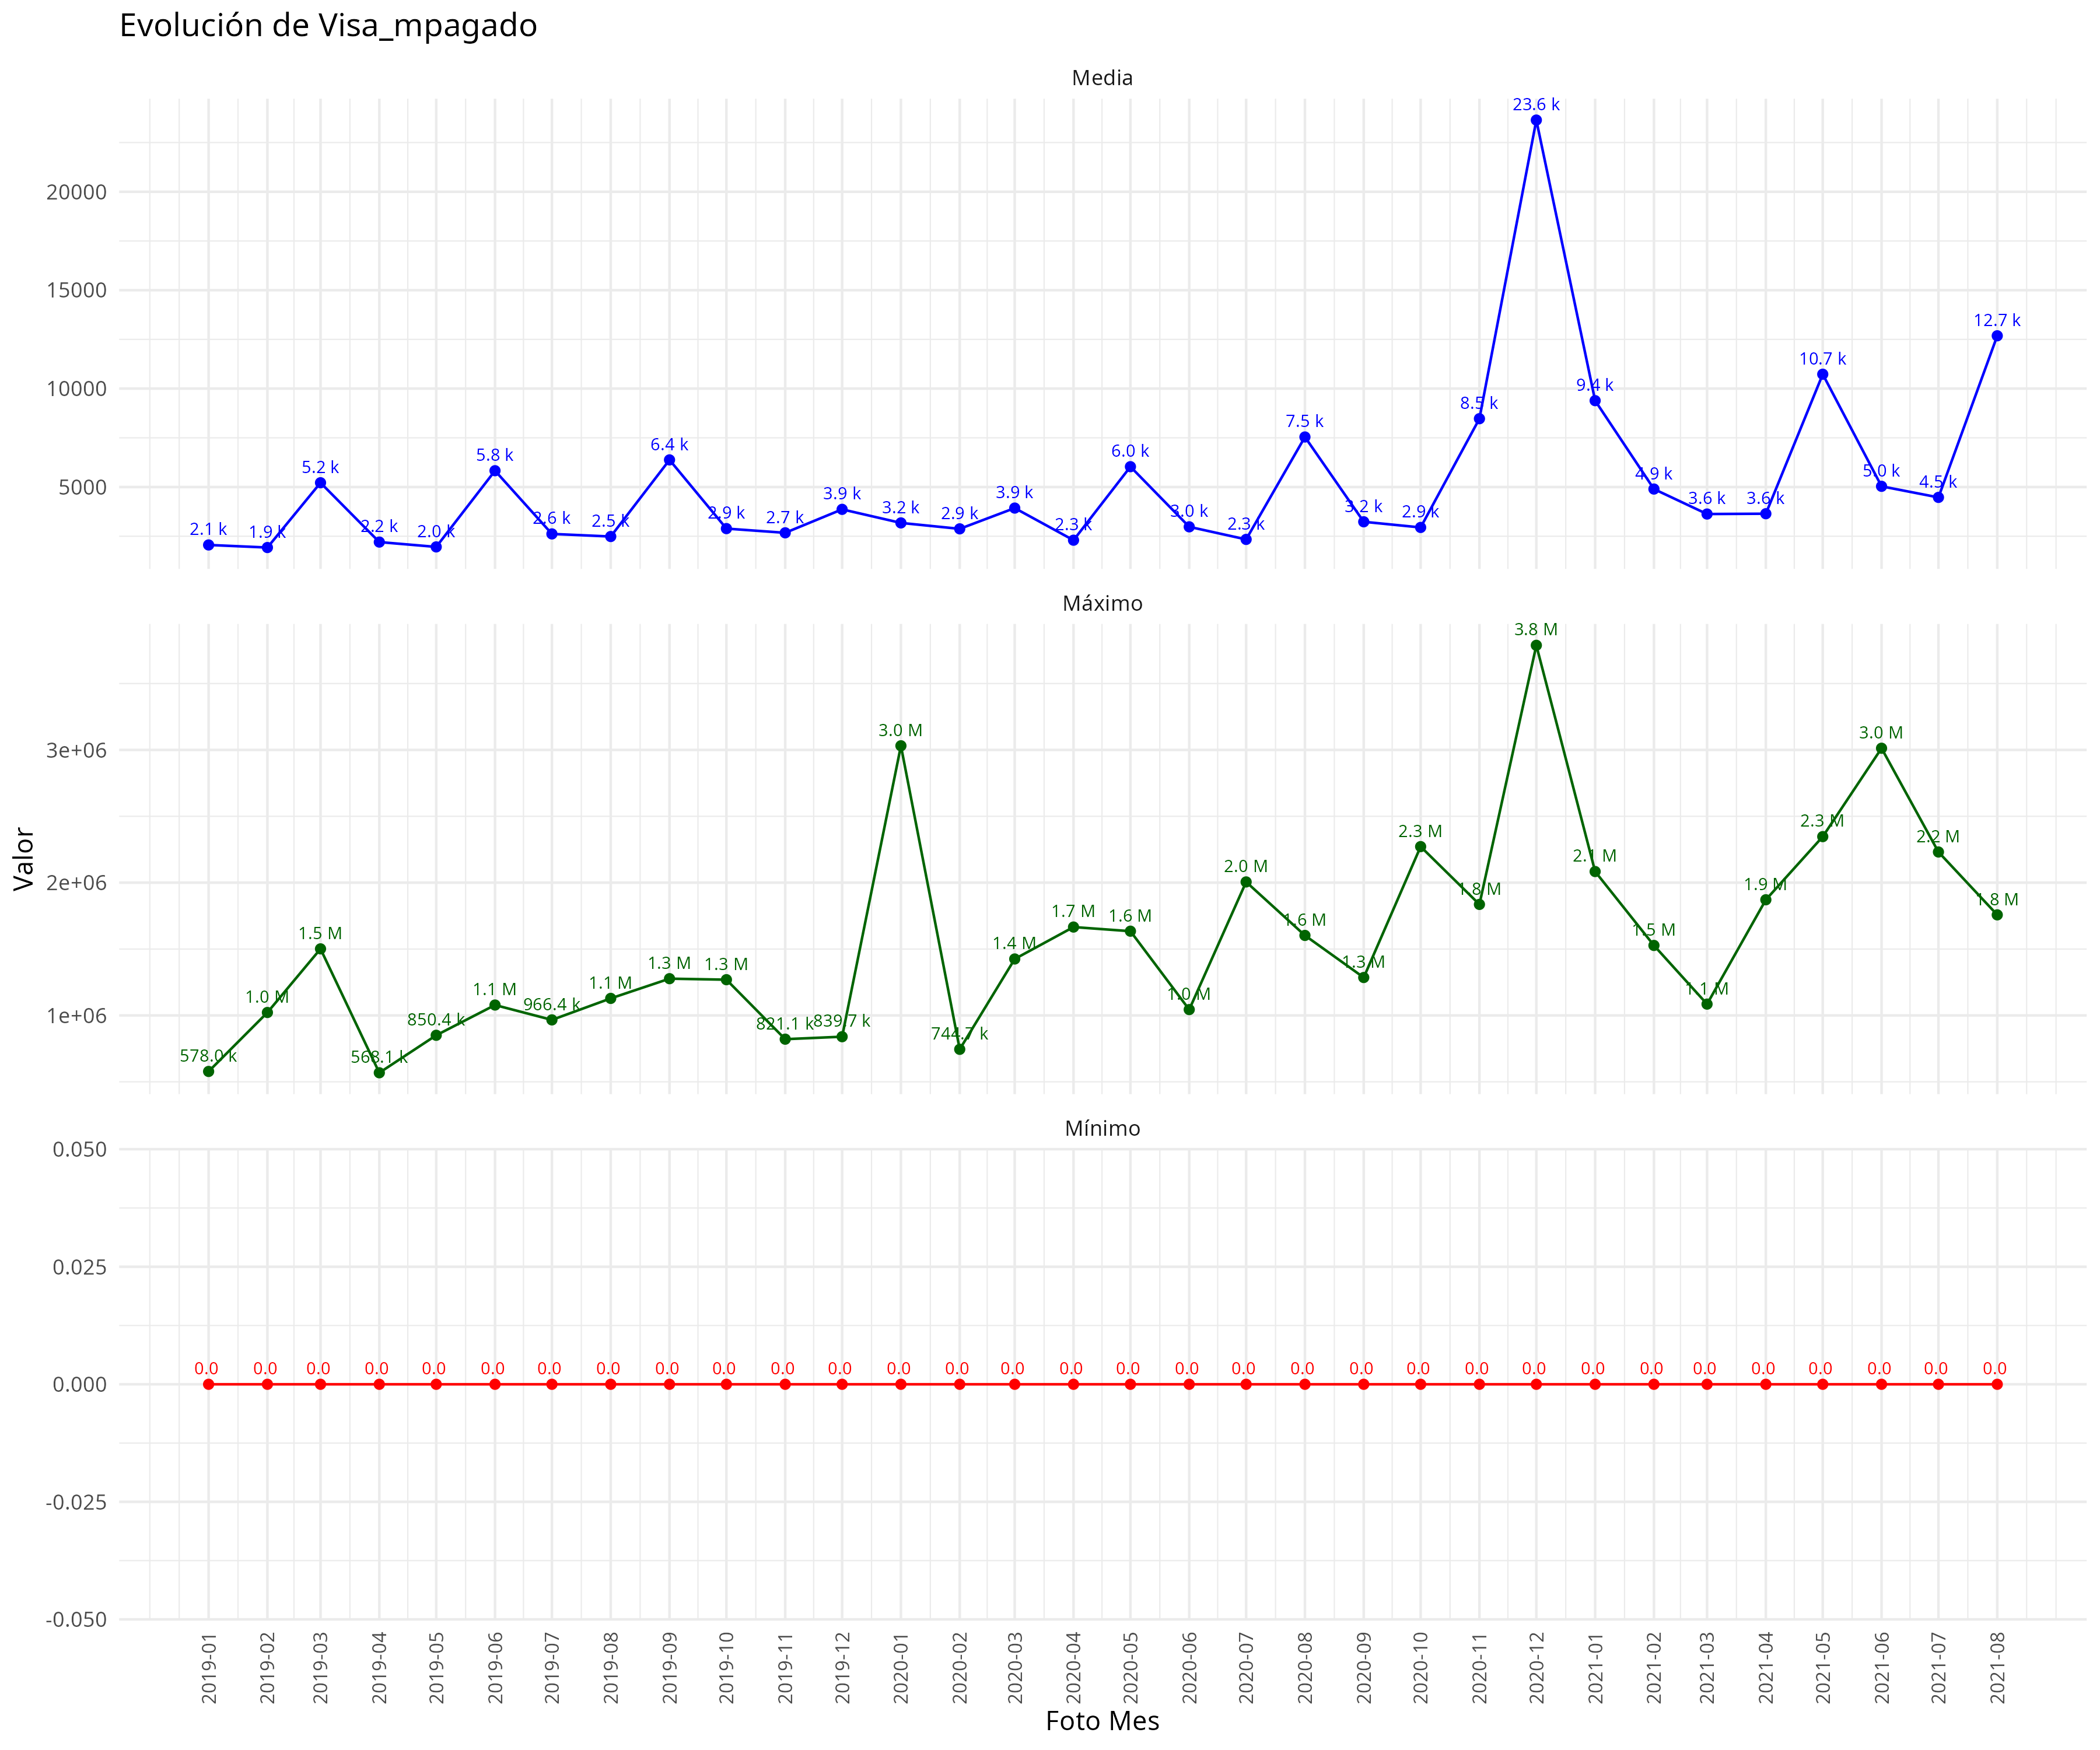 Evolución de Visa_mpagado
Media
23.6 k
20000
15000
12.7 k
10.7 k
10000
9.4 k
8.5 k
7.5 k
6.4 k
6.0 k
5.8 k
5.2 k
5000
2.1 k 1.9 k 2.2 k 2.0 k 2.6 k 2.5 k 2.9 k 2.7 k 3.9 k 3.2 k 2.9 k 3.9 k 2.3 k 3.0 k 2.3 k 3.2 k 2.9 k 4.9 k 3.6 k 3.6 k 5.0 k 4.5 k
Máximo
3.8 M
3.0 M 3.0 M
3e+06
2.3 M 2.3 M
2.1 M 2.2 M
2.0 M
2e+06
1.8 M 1.9 M 1.8 M
1.7 M 1.6 M 1.6 M
1.5 M 1.4 M 1.5 M
1.3 M 1.3 M 1.3 M
1.0 M 1.1 M 966.4 k 1.1 M 1.0 M 1.1 M
1e+06
578.0 k 568.1 k 850.4 k 821.1 k 839.7 k 744.7 k
Valor
Mínimo
0.050
0.025
0.0 0.0 0.0 0.0 0.0 0.0 0.0 0.0 0.0 0.0 0.0 0.0 0.0 0.0 0.0 0.0 0.0 0.0 0.0 0.0 0.0 0.0 0.0 0.0 0.0 0.0 0.0 0.0 0.0 0.0 0.0 0.0
0.000
-0.025
-0.050
2019-01 2019-02 2019-03 2019-04 2019-05 2019-06 2019-07 2019-08 2019-09 2019-10 2019-11 2019-12 2020-01 2020-02 2020-03 2020-04 2020-05 2020-06 2020-07 2020-08 2020-09 2020-10 2020-11 2020-12 2021-01 2021-02 2021-03 2021-04 2021-05 2021-06 2021-07 2021-08
Foto Mes